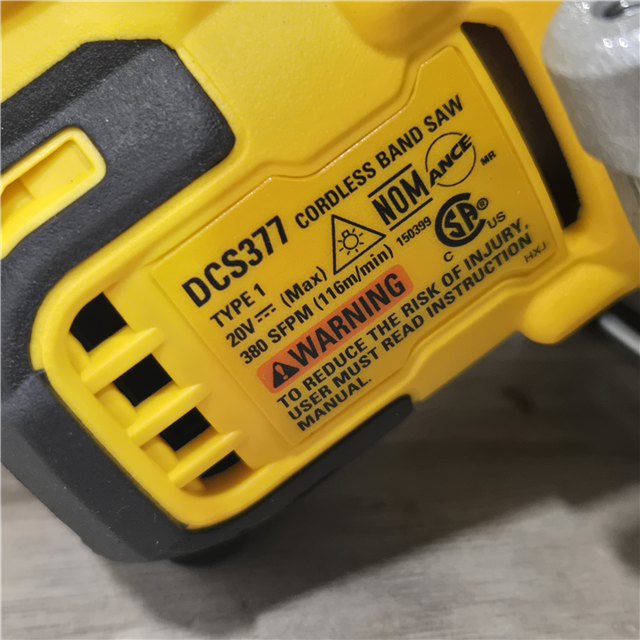 DCS377 CORDLESS BAND SAW
TYPE 1
20V ⎓ (Max)
380 SFPM (116m/min)
NOM
ANCE
MR
150399
SA
C US
HXJ
WARNING
TO REDUCE THE RISK OF INJURY,
USER MUST READ INSTRUCTION
MANUAL.